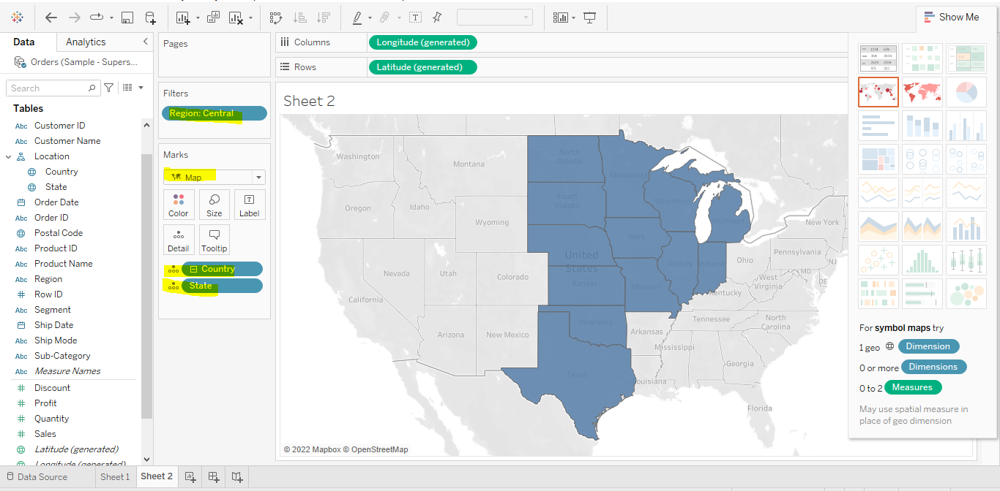 Show Me
Data
Analytics
Orders (Sample - Supers...
Search
Tables
Abc Customer ID
Abc Customer Name
Location
Country
State
Order Date
Abc Order ID
Postal Code
Abc Product ID
Abc Product Name
Abc Region
# Row ID
Abc Segment
Ship Date
Abc Ship Mode
Abc Sub-Category
Abc Measure Names
# Discount
# Profit
# Quantity
# Sales
Latitude (generated)
Longitude (generated)
Pages
Filters
Region: Central
Marks
Map
Color
Size
Label
Detail
Tooltip
Country
State
Columns
Longitude (generated)
Rows
Latitude (generated)
Sheet 2
Washington
Montana
North
Dakota
Minnesota
Oregon
Idaho
South
Dakota
Wisconsin
Michigan
Wyoming
New York
Iowa
Nevada
Utah
Colorado
United
States
Kansas
Illinois
Indiana
Ohio
Pennsylvania
NJ
MD
DE
West
Virginia
Missouri
Kentucky
California
Arizona
New Mexico
Oklahoma
Arkansas
Tennessee
North
Carolina
Mississippi
Georgia
Texas
Louisiana
Florida
© 2022 Mapbox © OpenStreetMap
For symbol maps try
1 geo Dimension
0 or more Dimensions
0 to 2 Measures
May use spatial measure in
place of geo dimension
Data Source
Sheet 1
Sheet 2